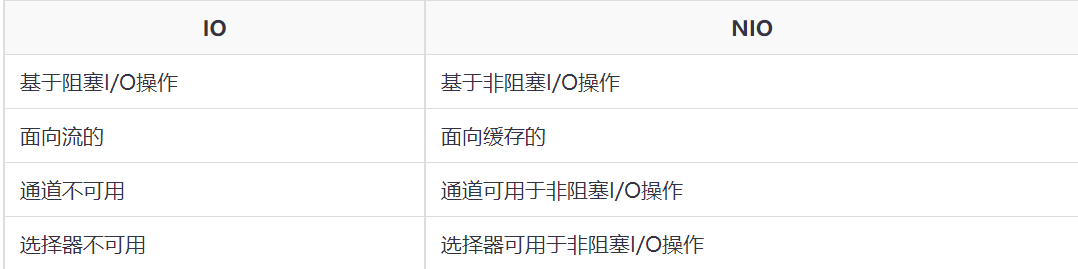 IO NIO
基于阻塞I/O操作 基于非阻塞I/O操作
面向流的 面向缓存的
通道不可用 通道可用于非阻塞I/O操作
选择器不可用 选择器可用于非阻塞I/O操作